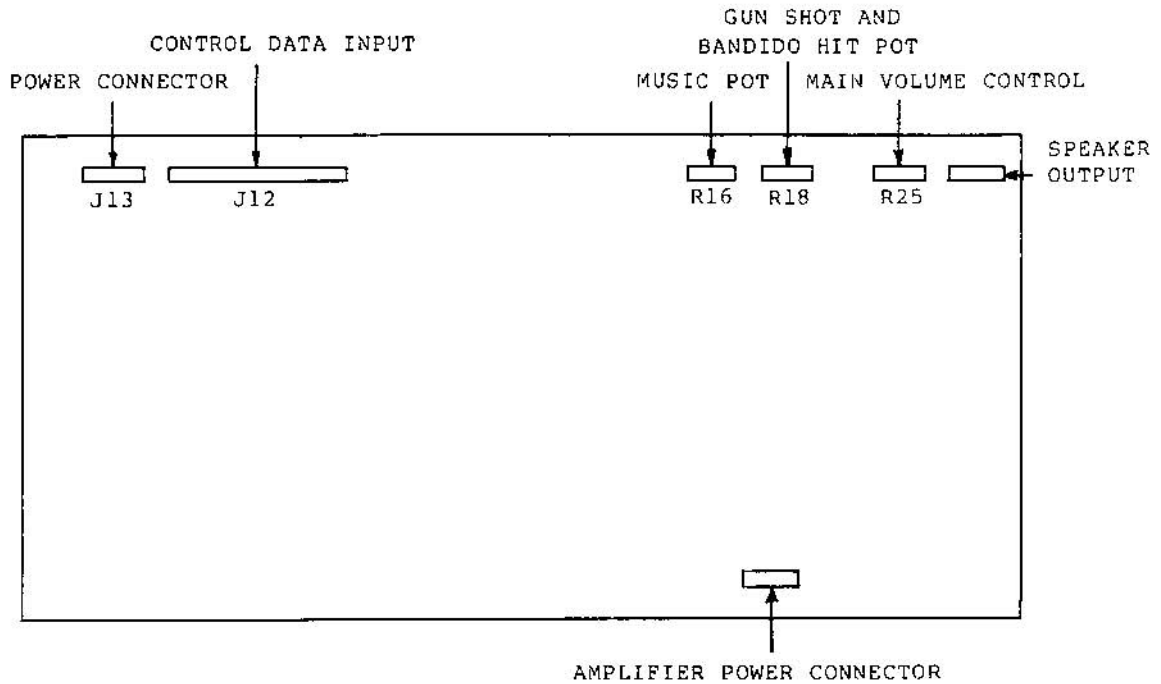 GUN SHOT AND
BANDIDO HIT POT
CONTROL DATA INPUT
POWER CONNECTOR
MUSIC POT
MAIN VOLUME CONTROL
SPEAKER
OUTPUT
J13
J12
R16
R18
R25
AMPLIFIER POWER CONNECTOR